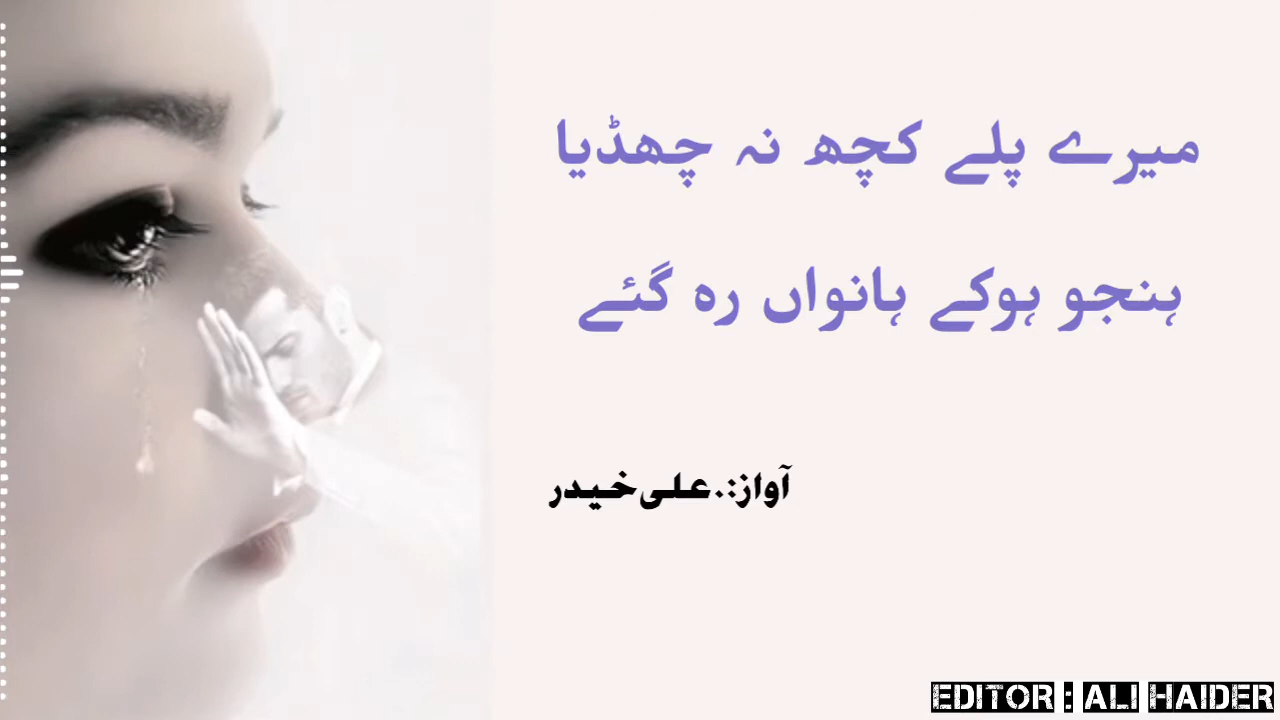 میرے پلے کچھ نہ چھڈیا
ہنجو ہوکے ہانواں رہ گئے
آواز:.علی خیدر
EDITOR : ALI HAIDER